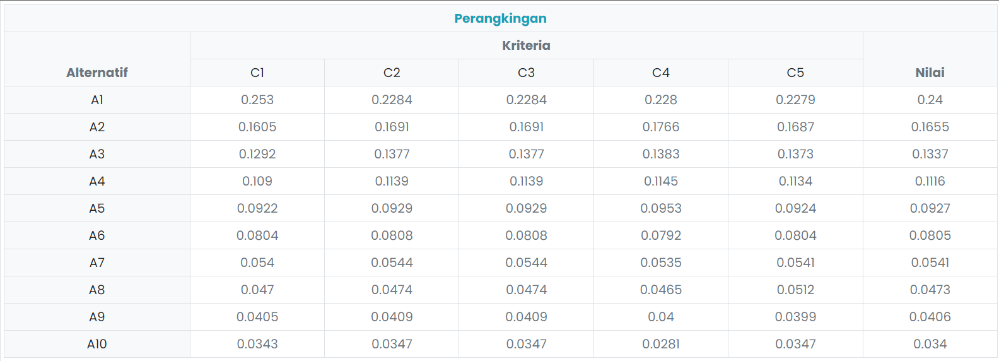 Perangkingan
Kriteria
Alternatif C1 C2 C3 C4 C5 Nilai
A1 0.253 0.2284 0.2284 0.228 0.2279 0.24
A2 0.1605 0.1691 0.1691 0.1766 0.1687 0.1655
A3 0.1292 0.1377 0.1377 0.1383 0.1373 0.1337
A4 0.109 0.1139 0.1139 0.1145 0.1134 0.1116
A5 0.0922 0.0929 0.0929 0.0953 0.0924 0.0927
A6 0.0804 0.0808 0.0808 0.0792 0.0804 0.0805
A7 0.054 0.0544 0.0544 0.0535 0.0541 0.0541
A8 0.047 0.0474 0.0474 0.0465 0.0512 0.0473
A9 0.0405 0.0409 0.0409 0.04 0.0399 0.0406
A10 0.0343 0.0347 0.0347 0.0281 0.0347 0.034